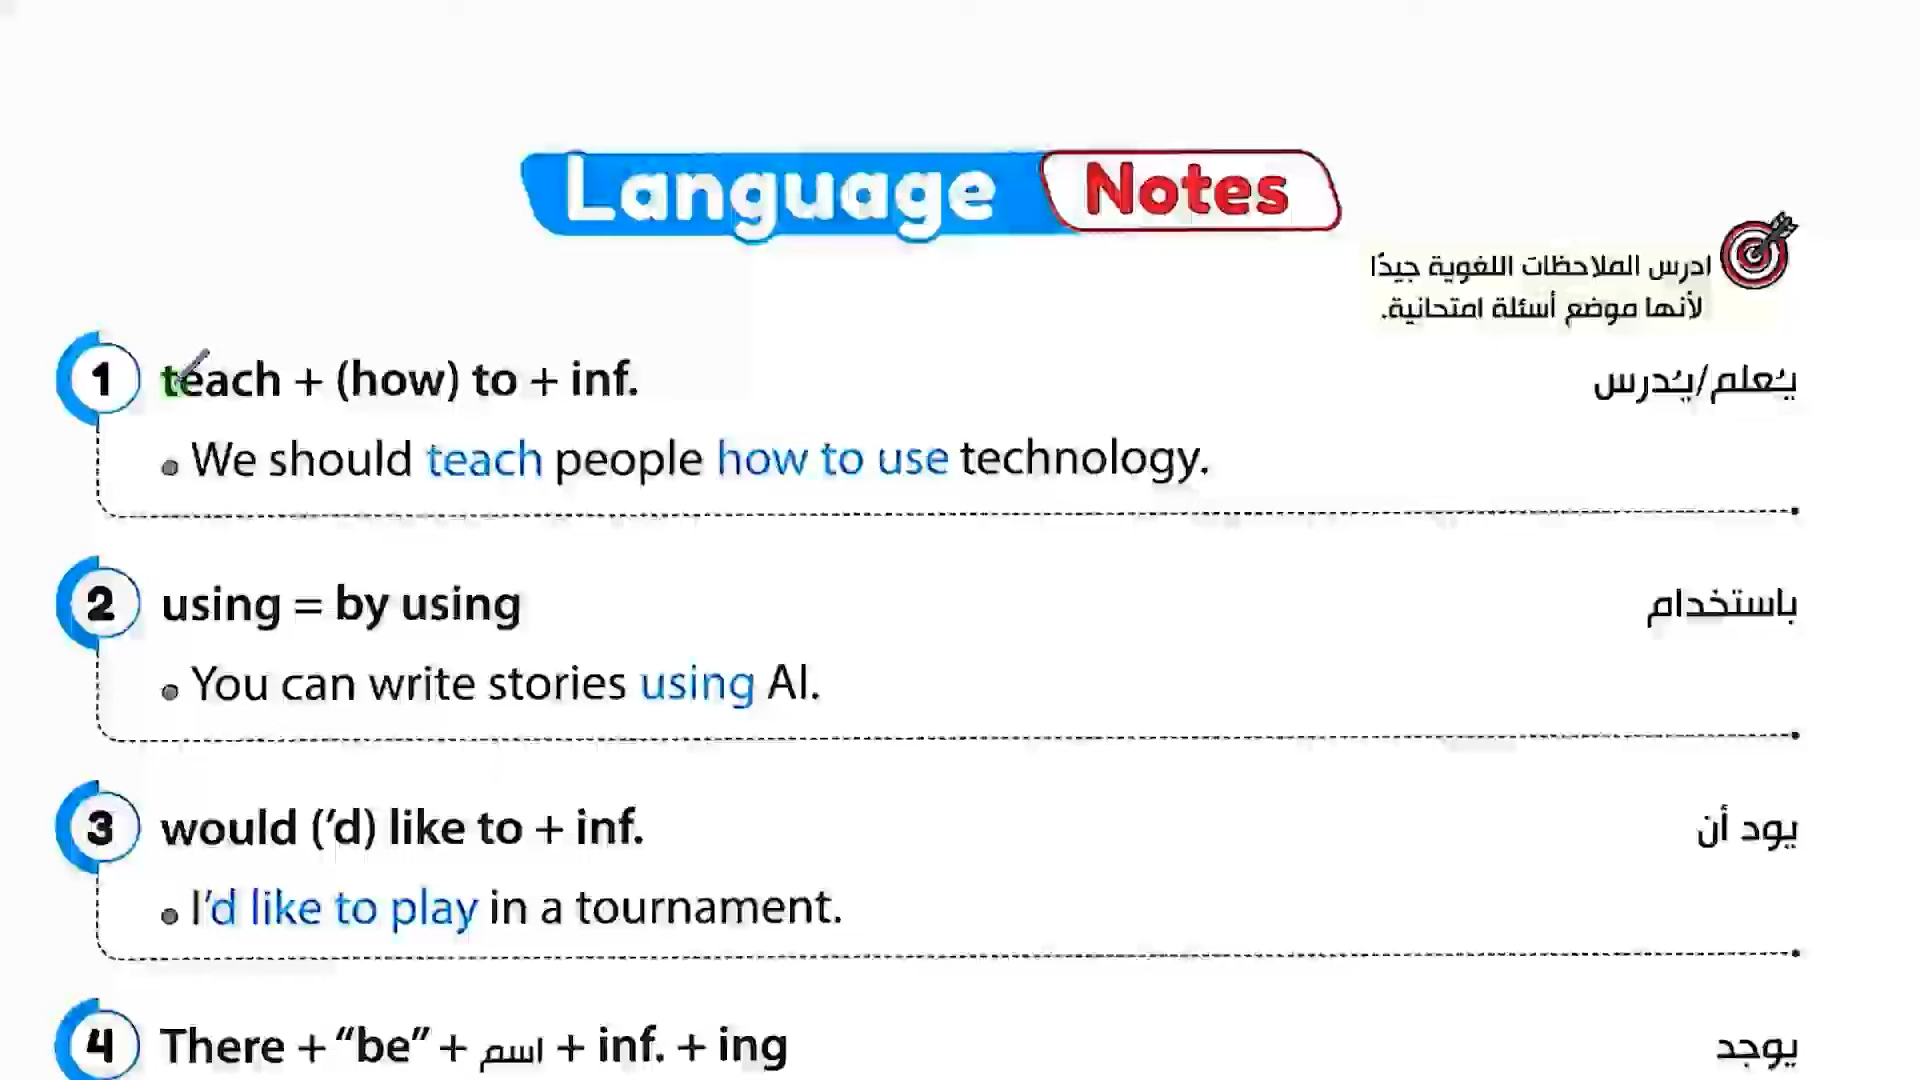 Language Notes
ادرس الملاحظات اللغوية جيدًا
لأنها موضع أسئلة امتحانية.
1 teach + (how) to + inf. يُعلم/يُدرس
• We should teach people how to use technology.
2 using = by using باستخدام
• You can write stories using AI.
3 would (’d) like to + inf. يود أن
• I’d like to play in a tournament.
4 There + “be” + اسم + inf. + ing يوجد